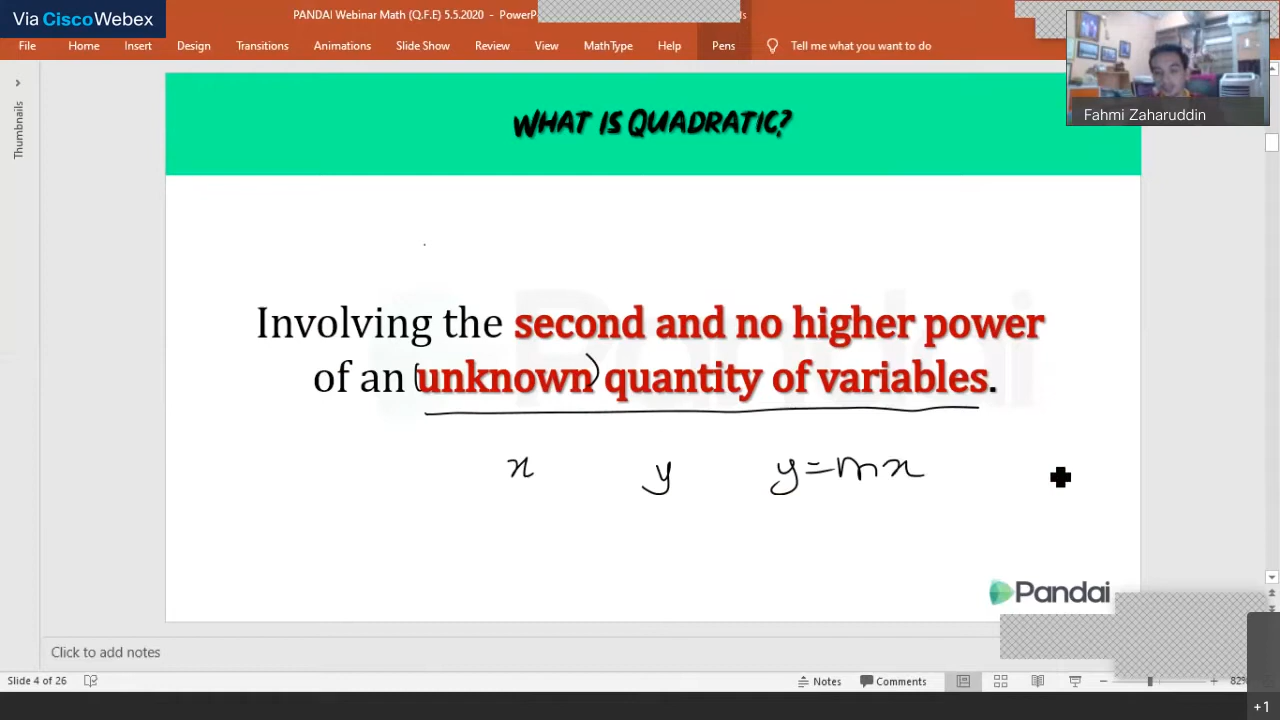 Via Cisco Webex
PANDAI Webinar Math (Q.F.E) 5.5.2020 - PowerP
File Home Insert Design Transitions Animations Slide Show Review View MathType Help Pens Tell me what you want to do
Fahmi Zaharuddin
Thumbnails
WHAT IS QUADRATIC?
Involving the second and no higher power
of an (unknown) quantity of variables.
x y y=mx
Pandai
Click to add notes
Slide 4 of 26 Notes Comments 82%
+1